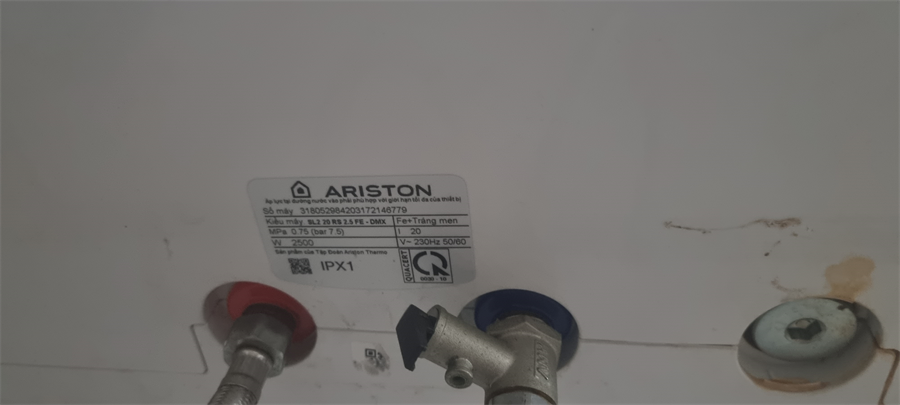 ARISTON
Áp lực tại đường nước vào phải phù hợp với giới hạn tối đa của thiết bị
Số máy 318052984203172146779
Kiểu máy SL2 20 RS 2.5 FE - DMX Fe+Tráng men
MPa 0.75 (bar 7.5) l 20
W 2500 V~ 230Hz 50/60
Sản phẩm của Tập Đoàn Ariston Thermo
IPX1
QUACERT